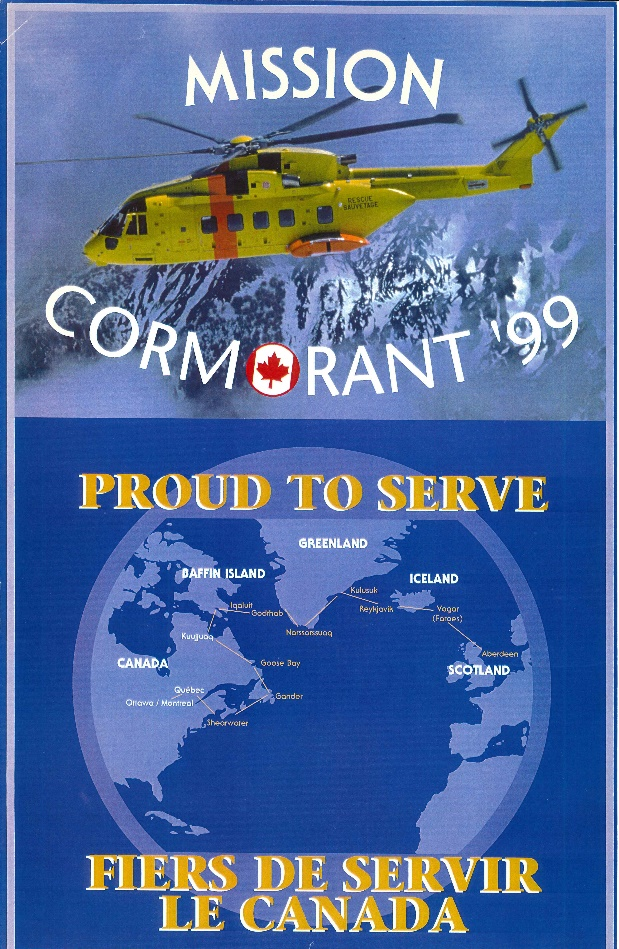 MISSION
RESCUE
SAUVETAGE
CORMORANT '99
PROUD TO SERVE
GREENLAND
BAFFIN ISLAND
ICELAND
Kulusuk
Iqaluit
Godthab
Reykjavik
Vagar
(Faroes)
Narssarssuaq
Kuujjuaq
Aberdeen
CANADA
Goose Bay
SCOTLAND
Québec
Gander
Ottawa / Montreal
Shearwater
FIERS DE SERVIR
LE CANADA